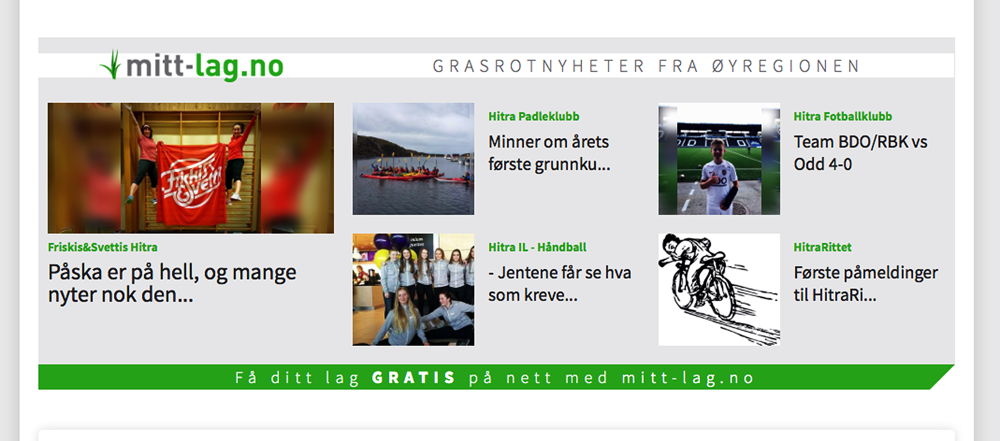 mitt-lag.no
GRASROTNYHETER FRA ØYREGIONEN
Friskis
&Svettis
Friskis&Svettis Hitra
Påska er på hell, og mange
nyter nok den...
Hitra Padleklubb
Minner om årets
første grunnku...
Hitra Fotballklubb
Team BDO/RBK vs
Odd 4-0
Hitra IL - Håndball
- Jentene får se hva
som kreve...
HitraRittet
Første påmeldinger
til HitraRi...
Få ditt lag GRATIS på nett med mitt-lag.no